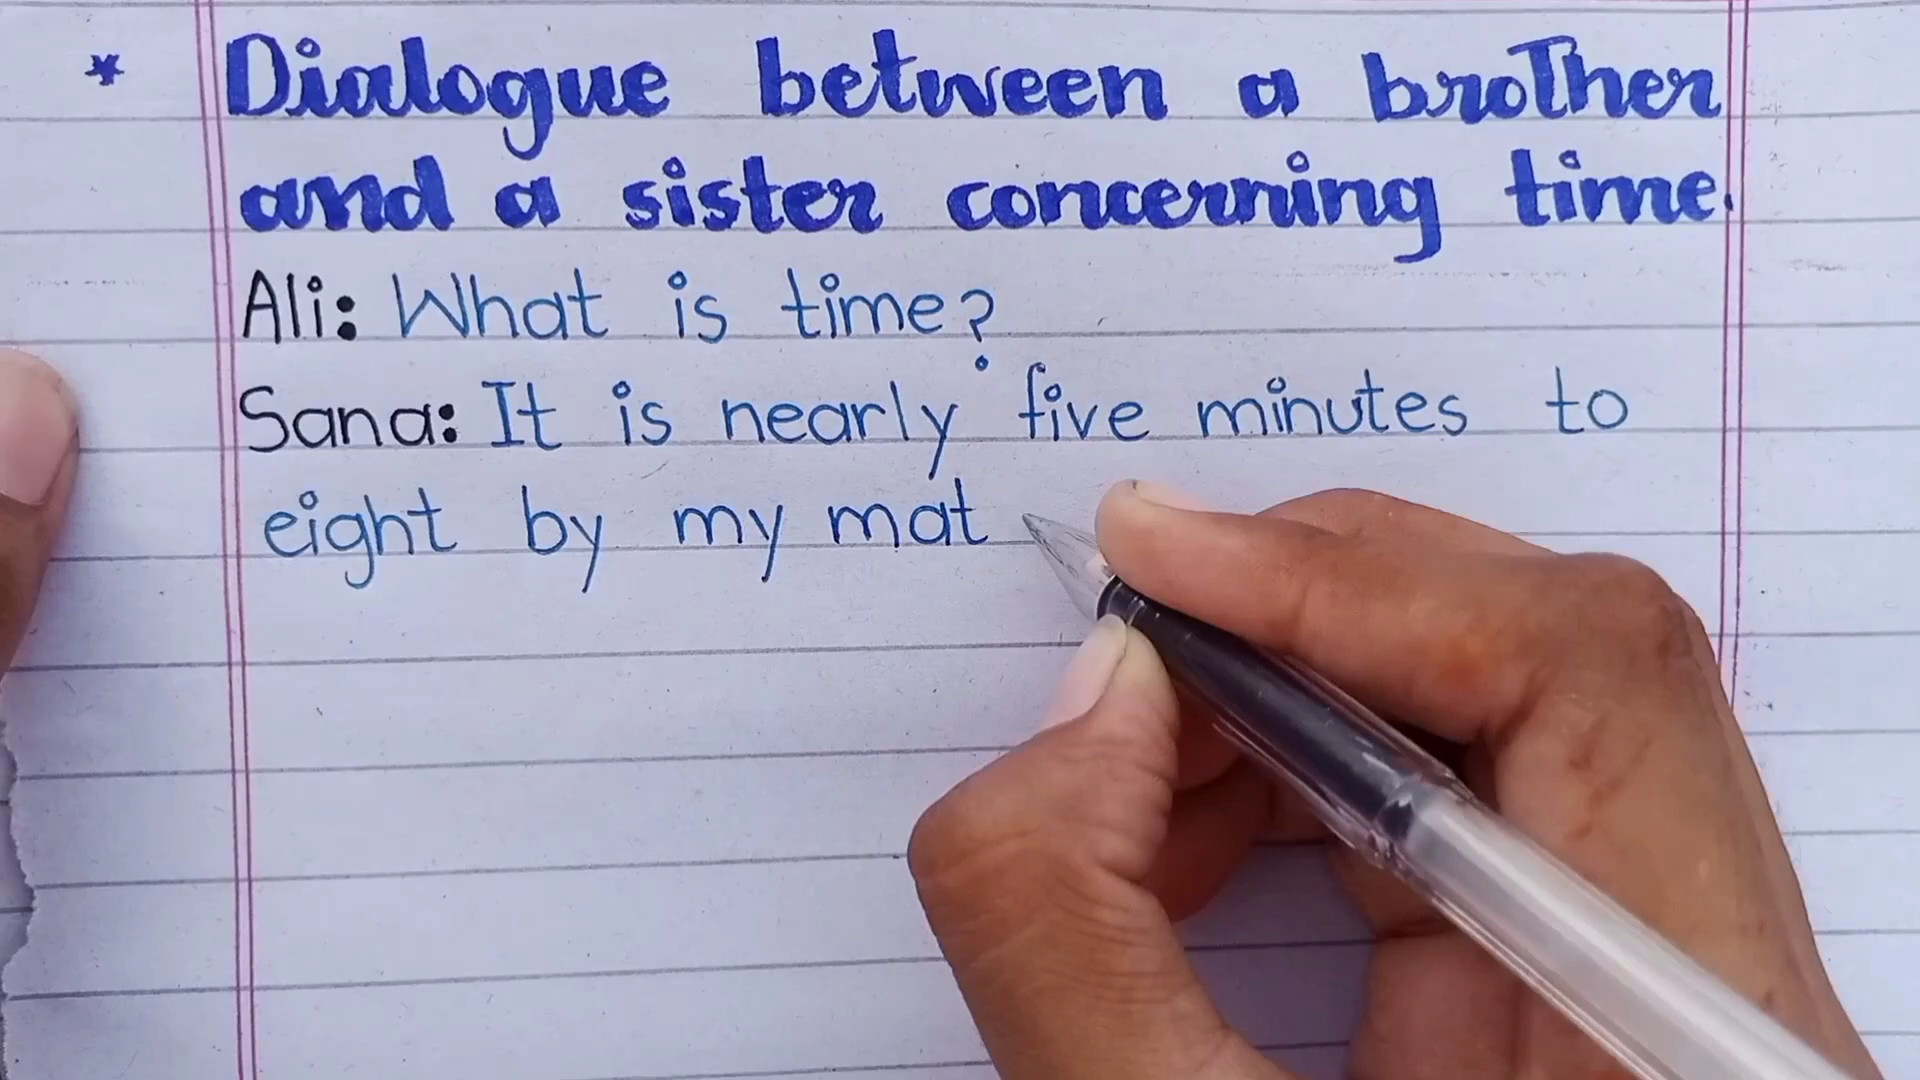 * Dialogue between a brother
and a sister concerning time.
Ali: What is time?
Sana: It is nearly five minutes to
eight by my mat